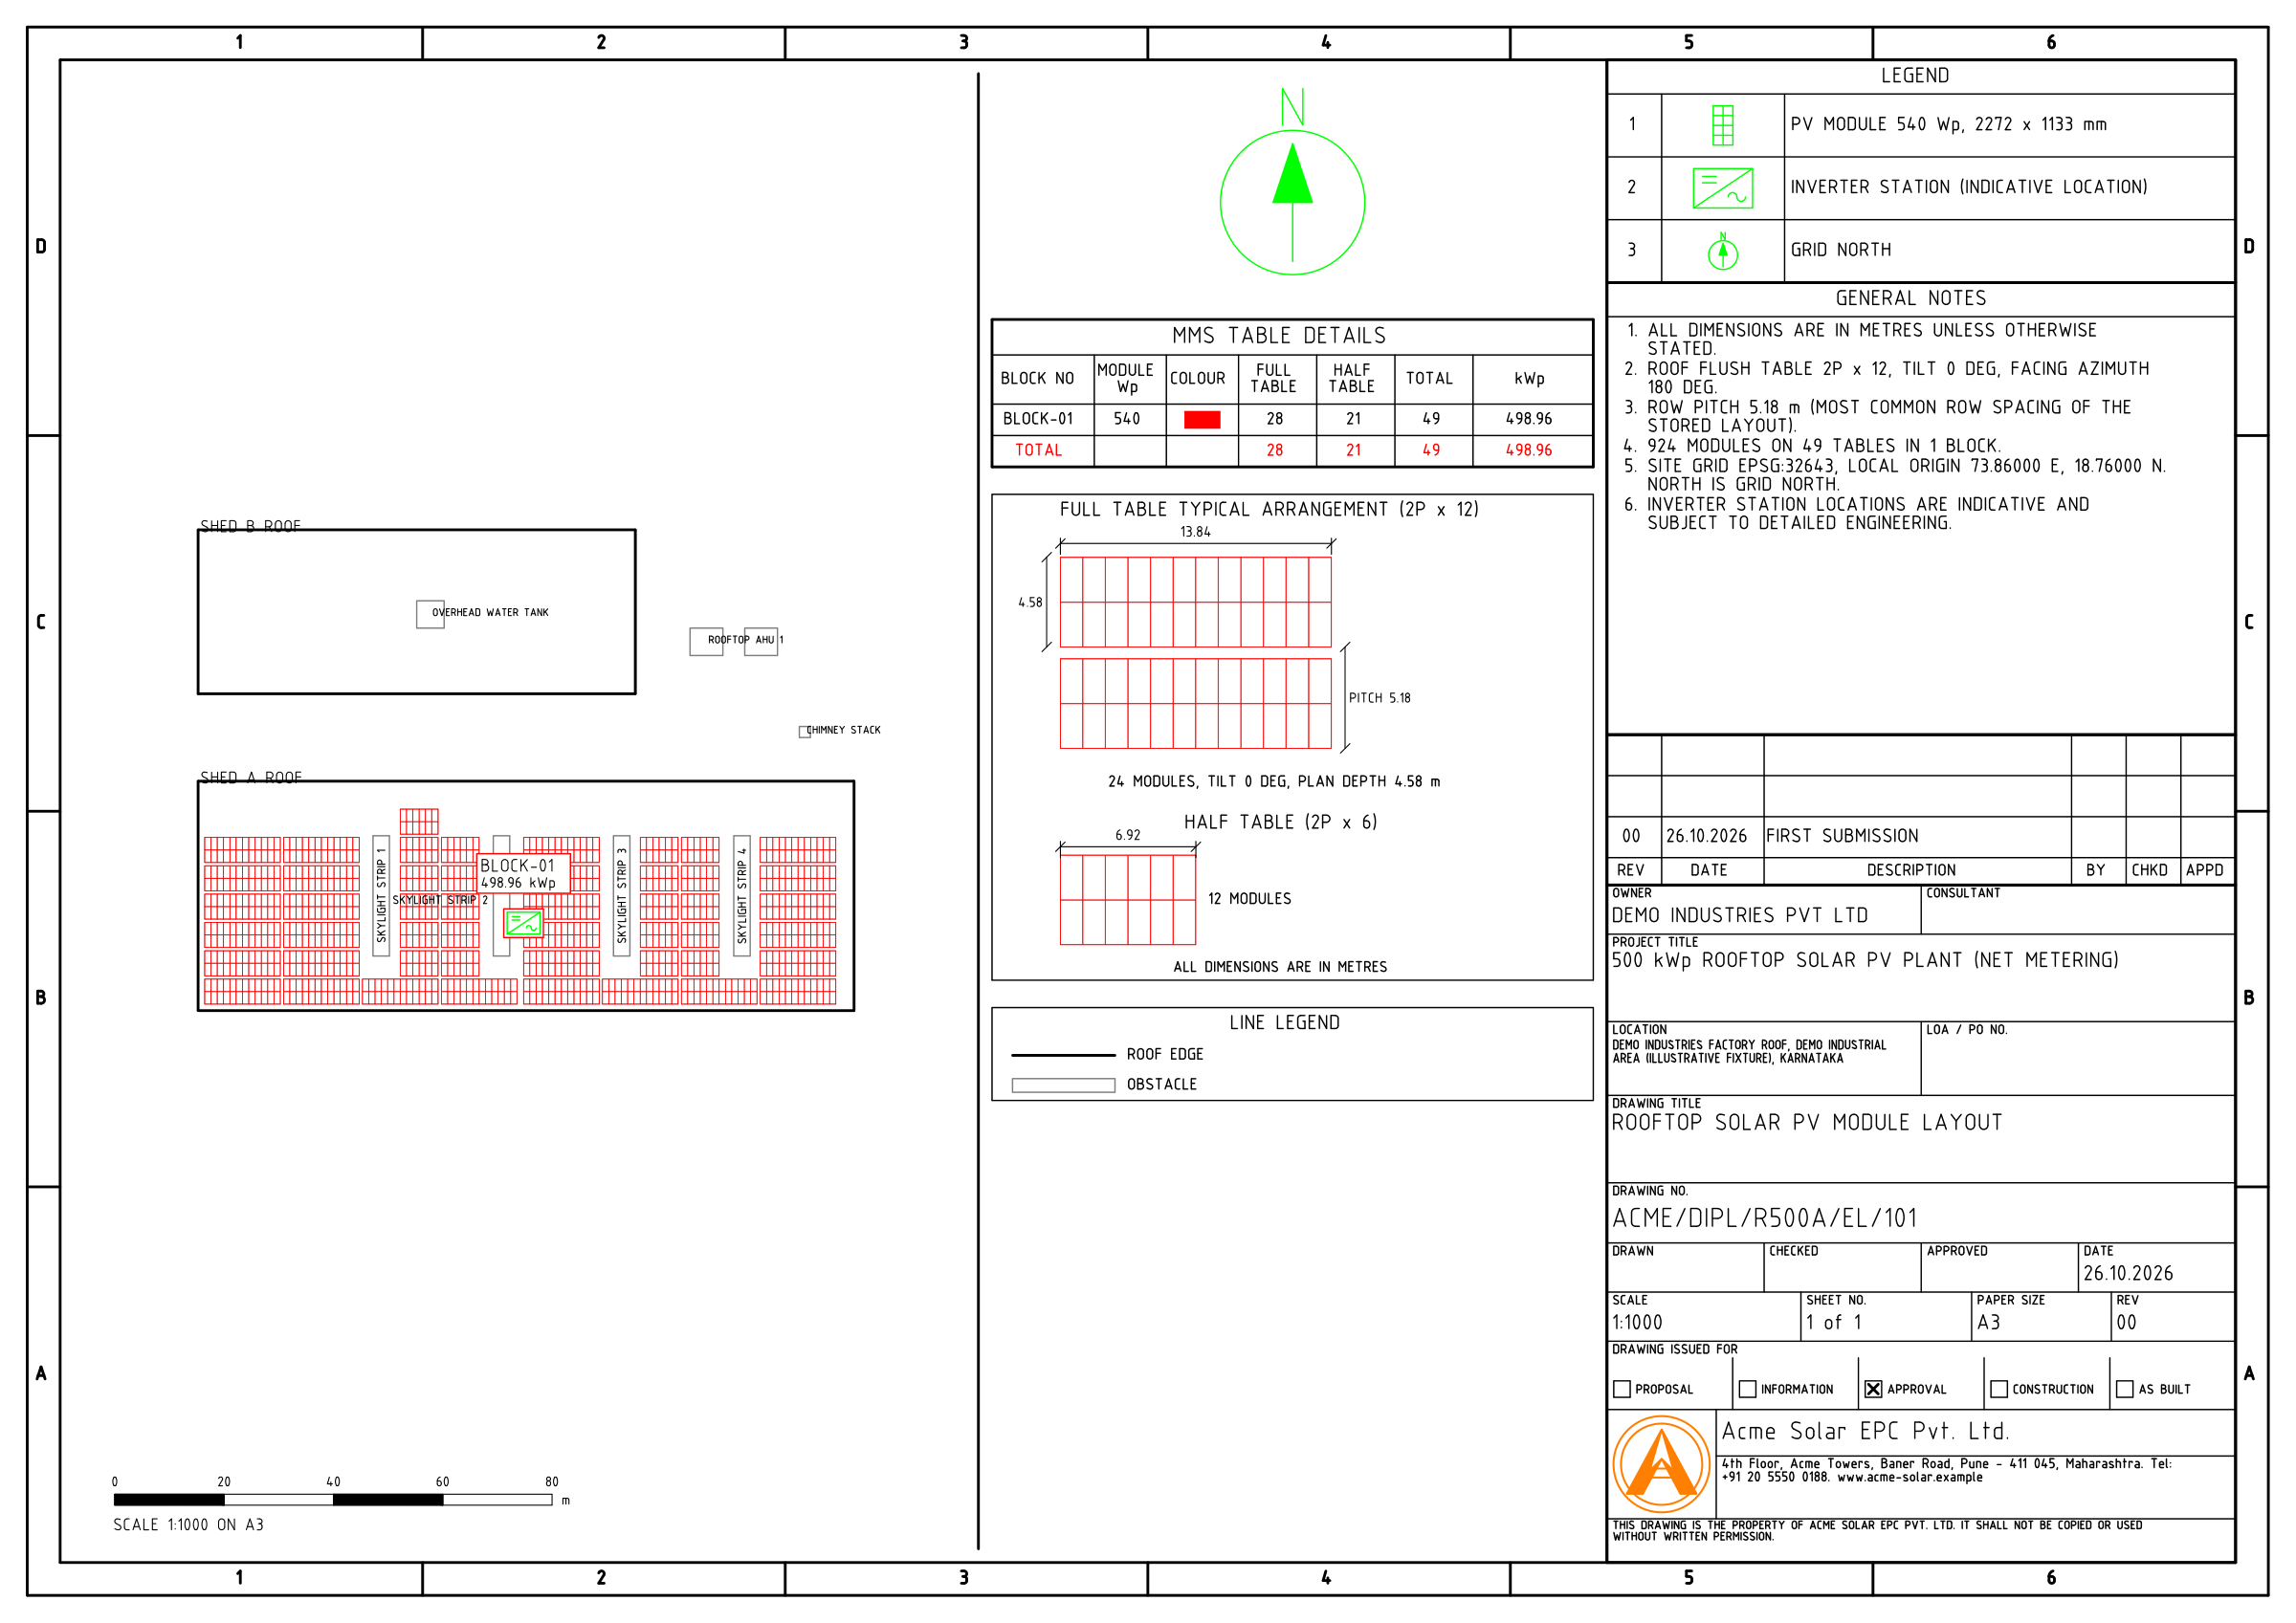 1 2 3 4 5 6
D
C
B
A
D
C
B
A
1 2 3 4 5 6
SHED B ROOF
OVERHEAD WATER TANK
ROOFTOP AHU 1
CHIMNEY STACK
SHED A ROOF
SKYLIGHT STRIP 1
SKYLIGHT STRIP 2
SKYLIGHT STRIP 3
SKYLIGHT STRIP 4
BLOCK-01
498.96 kWp
0 20 40 60 80
m
SCALE 1:1000 ON A3
N
MMS TABLE DETAILS
BLOCK NO MODULE Wp COLOUR FULL TABLE HALF TABLE TOTAL kWp
BLOCK-01 540 28 21 49 498.96
TOTAL 28 21 49 498.96
FULL TABLE TYPICAL ARRANGEMENT (2P x 12)
13.84
4.58
PITCH 5.18
24 MODULES, TILT 0 DEG, PLAN DEPTH 4.58 m
HALF TABLE (2P x 6)
6.92
12 MODULES
ALL DIMENSIONS ARE IN METRES
LINE LEGEND
ROOF EDGE
OBSTACLE
LEGEND
1 PV MODULE 540 Wp, 2272 x 1133 mm
2 INVERTER STATION (INDICATIVE LOCATION)
3 N GRID NORTH
GENERAL NOTES
1. ALL DIMENSIONS ARE IN METRES UNLESS OTHERWISE
STATED.
2. ROOF FLUSH TABLE 2P x 12, TILT 0 DEG, FACING AZIMUTH
180 DEG.
3. ROW PITCH 5.18 m (MOST COMMON ROW SPACING OF THE
STORED LAYOUT).
4. 924 MODULES ON 49 TABLES IN 1 BLOCK.
5. SITE GRID EPSG:32643, LOCAL ORIGIN 73.86000 E, 18.76000 N.
NORTH IS GRID NORTH.
6. INVERTER STATION LOCATIONS ARE INDICATIVE AND
SUBJECT TO DETAILED ENGINEERING.
00 26.10.2026 FIRST SUBMISSION
REV DATE DESCRIPTION BY CHKD APPD
OWNER
DEMO INDUSTRIES PVT LTD
CONSULTANT
PROJECT TITLE
500 kWp ROOFTOP SOLAR PV PLANT (NET METERING)
LOCATION
DEMO INDUSTRIES FACTORY ROOF, DEMO INDUSTRIAL
AREA (ILLUSTRATIVE FIXTURE), KARNATAKA
LOA / PO NO.
DRAWING TITLE
ROOFTOP SOLAR PV MODULE LAYOUT
DRAWING NO.
ACME/DIPL/R500A/EL/101
DRAWN CHECKED APPROVED DATE
26.10.2026
SCALE SHEET NO. PAPER SIZE REV
1:1000 1 of 1 A3 00
DRAWING ISSUED FOR
PROPOSAL INFORMATION APPROVAL CONSTRUCTION AS BUILT
Acme Solar EPC Pvt. Ltd.
4th Floor, Acme Towers, Baner Road, Pune - 411 045, Maharashtra. Tel:
+91 20 5550 0188. www.acme-solar.example
THIS DRAWING IS THE PROPERTY OF ACME SOLAR EPC PVT. LTD. IT SHALL NOT BE COPIED OR USED
WITHOUT WRITTEN PERMISSION.